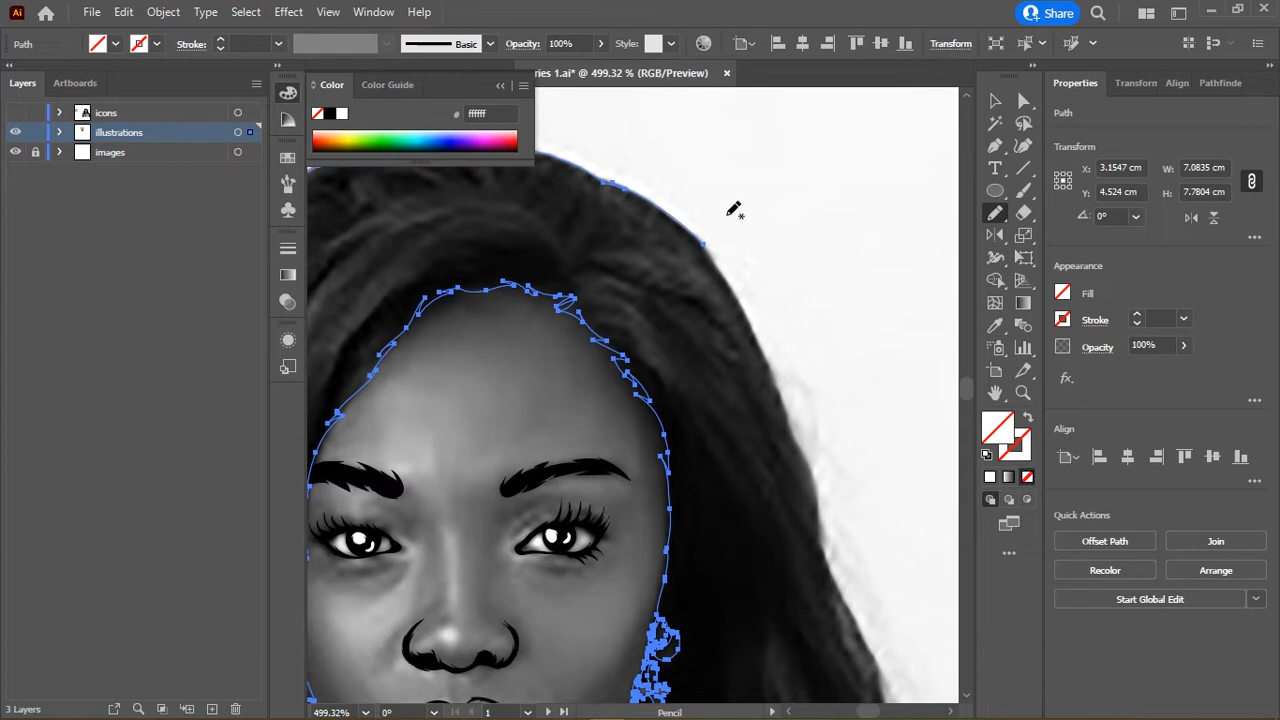 Ai File Edit Object Type Select Effect View Window Help Share
Path Stroke: Basic Opacity: 100% Style: Transform
Layers Artboards
icons
illustrations
images
3 Layers
ries 1.ai* @ 499.32 % (RGB/Preview) ×
Color Color Guide
# ffffff
499.32% 0° 1 Pencil
Properties Transform Align Pathfinde
Path
Transform
X: 3.1547 cm W: 7.0835 cm
Y: 4.524 cm H: 7.7804 cm
0°
Appearance
Fill
Stroke
Opacity 100%
fx
Align
Quick Actions
Offset Path Join
Recolor Arrange
Start Global Edit